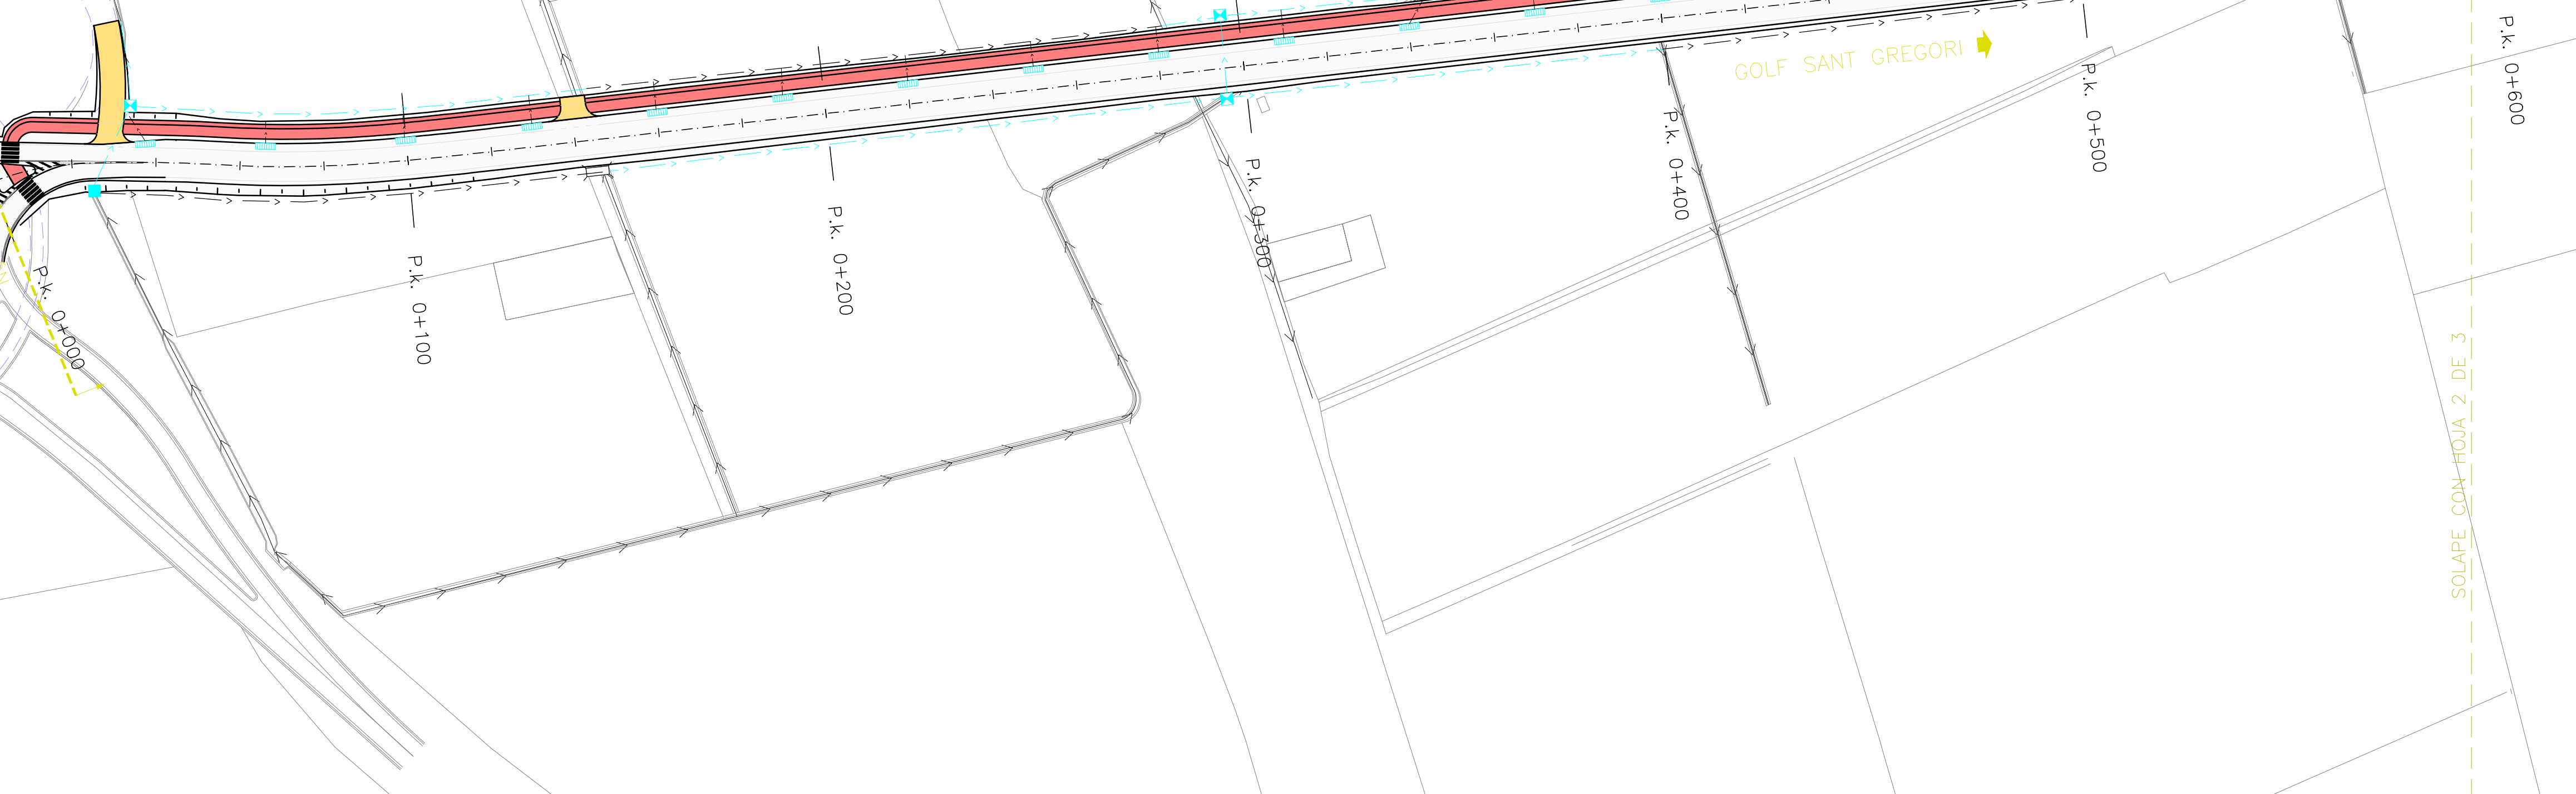 P.k. 0+000
P.k. 0+100
P.k. 0+200
P.k. 0+300
P.k. 0+400
P.k. 0+500
P.k. 0+600
GOLF SANT GREGORI
SOLAPE CON HOJA 2 DE 3